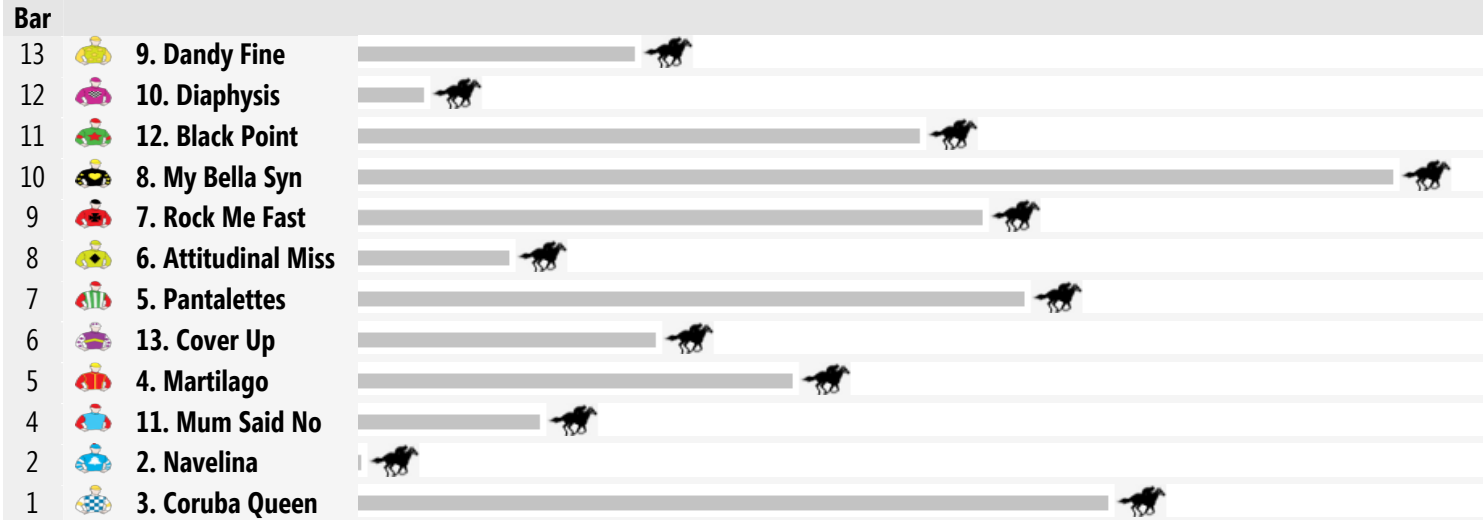 Bar
13 9. Dandy Fine
12 10. Diaphysis
11 12. Black Point
10 8. My Bella Syn
9 7. Rock Me Fast
8 6. Attitudinal Miss
7 5. Pantalettes
6 13. Cover Up
5 4. Martilago
4 11. Mum Said No
2 2. Navelina
1 3. Coruba Queen